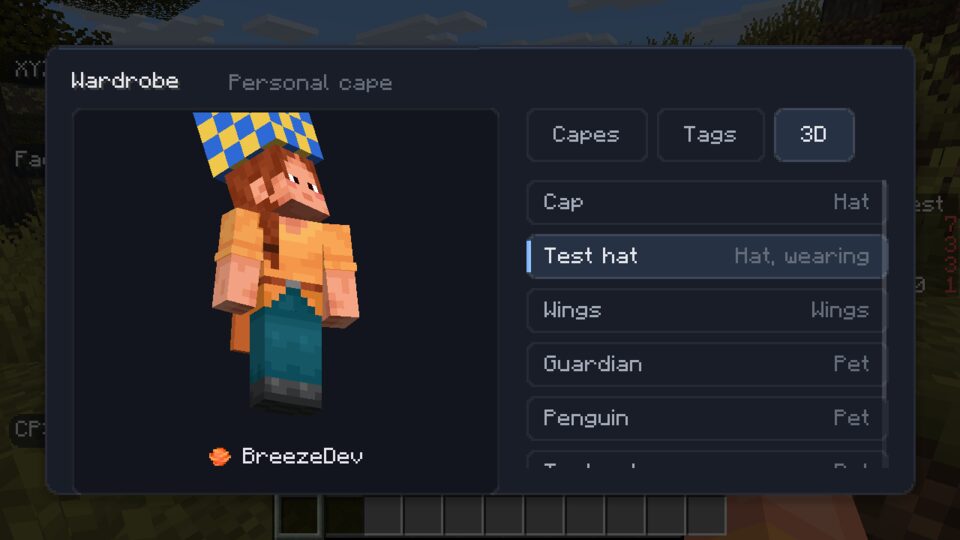 Wardrobe Personal cape
XYZ
Capes Tags 3D
Cap Hat
Test hat Hat, wearing
Wings Wings
Guardian Pet
Penguin Pet
BreezeDev